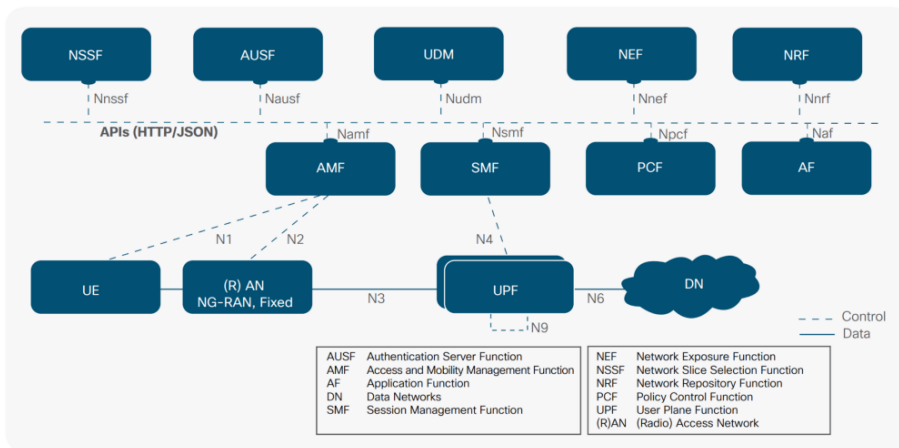 NSSF
AUSF
UDM
NEF
NRF
Nnssf
Nausf
Nudm
Nnef
Nnrf
APIs (HTTP/JSON)
Namf
Nsmf
Npcf
Naf
AMF
SMF
PCF
AF
N1
N2
N4
UE
(R) AN
NG-RAN, Fixed
N3
UPF
N6
DN
N9
Control
Data
AUSF Authentication Server Function
AMF Access and Mobility Management Function
AF Application Function
DN Data Networks
SMF Session Management Function
NEF Network Exposure Function
NSSF Network Slice Selection Function
NRF Network Repository Function
PCF Policy Control Function
UPF User Plane Function
(R)AN (Radio) Access Network